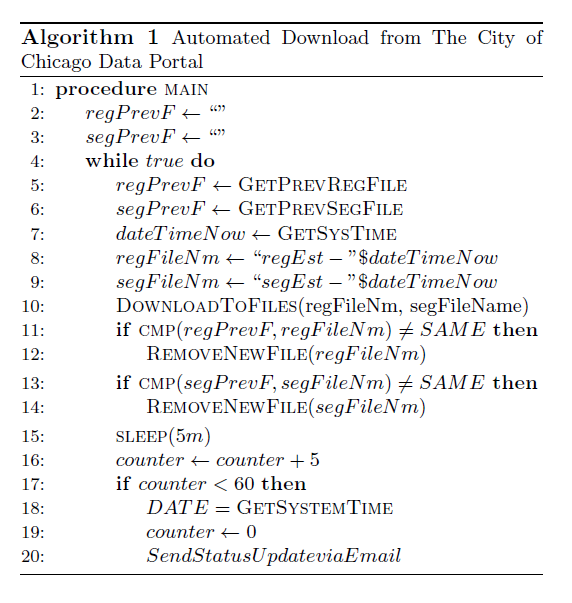 Algorithm 1 Automated Download from The City of
Chicago Data Portal
1: procedure MAIN
2: regPrevF ← “”
3: segPrevF ← “”
4: while true do
5: regPrevF ← GETPREVREGFILE
6: segPrevF ← GETPREVSEGFILE
7: dateTimeNow ← GETSYSTIME
8: regFileNm ← “regEst − ”$dateTimeNow
9: segFileNm ← “segEst − ”$dateTimeNow
10: DOWNLOADTOFILES(regFileNm, segFileName)
11: if CMP(regPrevF, regFileNm) ≠ SAME then
12: REMOVENEWFILE(regFileNm)
13: if CMP(segPrevF, segFileNm) ≠ SAME then
14: REMOVENEWFILE(segFileNm)
15: SLEEP(5m)
16: counter ← counter + 5
17: if counter < 60 then
18: DATE = GETSYSTEMTIME
19: counter ← 0
20: SendStatusUpdateviaEmail